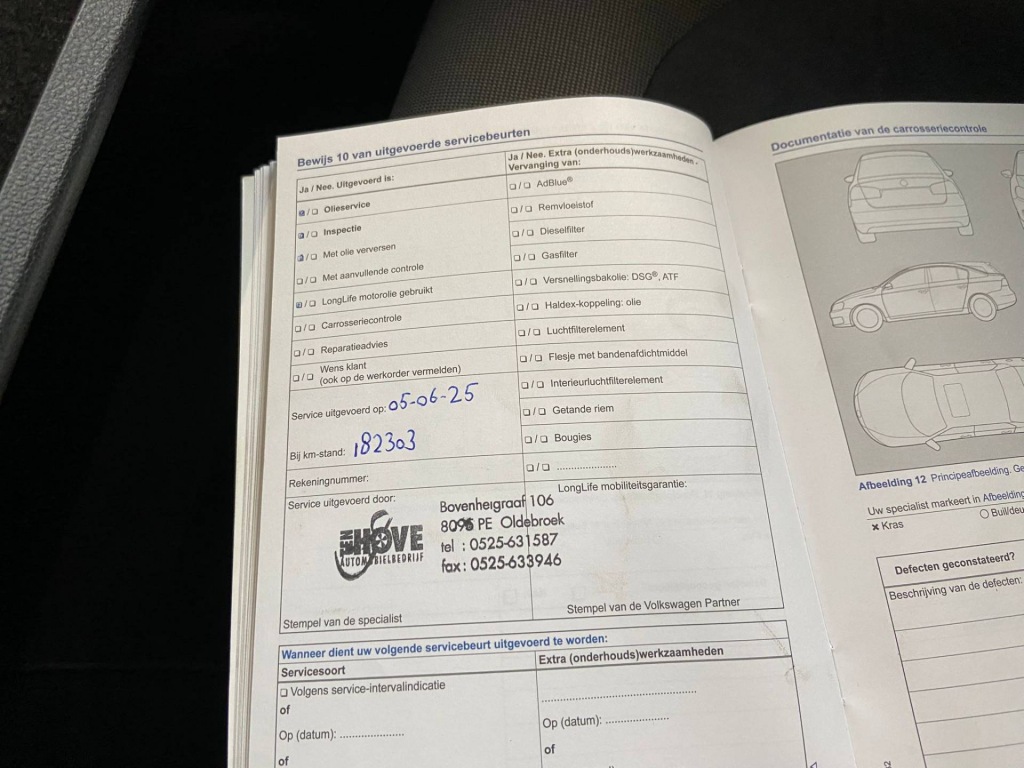 Bewijs 10 van uitgevoerde servicebeurten
Ja / Nee. Uitgevoerd is:
❏ / ❏ Olieservice
❏ / ❏ Inspectie
❏ / ❏ Met olie verversen
❏ / ❏ Met aanvullende controle
❏ / ❏ LongLife motorolie gebruikt
❏ / ❏ Carrosseriecontrole
❏ / ❏ Reparatieadvies
❏ / ❏ Wens klant
(ook op de werkorder vermelden)
Service uitgevoerd op: 05-06-25
Bij km-stand: 182303
Rekeningnummer:
Ja / Nee. Extra (onderhouds)werkzaamheden -
Vervanging van:
❏ / ❏ AdBlue®
❏ / ❏ Remvloeistof
❏ / ❏ Dieselfilter
❏ / ❏ Gasfilter
❏ / ❏ Versnellingsbakolie: DSG®, ATF
❏ / ❏ Haldex-koppeling: olie
❏ / ❏ Luchtfilterelement
❏ / ❏ Flesje met bandenafdichtmiddel
❏ / ❏ Interieurluchtfilterelement
❏ / ❏ Getande riem
❏ / ❏ Bougies
❏ / ❏ .....................
Service uitgevoerd door:
HOVE
AUTOMOBIELBEDRIJF
Bovenheigraaf 106
8096 PE Oldebroek
tel : 0525-631587
fax : 0525-633946
Stempel van de specialist
LongLife mobiliteitsgarantie:
Stempel van de Volkswagen Partner
Wanneer dient uw volgende servicebeurt uitgevoerd te worden:
Servicesoort
❏ Volgens service-intervalindicatie
of
Op (datum): .....................
of
Extra (onderhouds)werkzaamheden
..................................................
Op (datum): .....................
of
Documentatie van de carrosseriecontrole
Afbeelding 12 Principeafbeelding.
Uw specialist markeert in Afbeelding
× Kras
Defecten geconstateerd?
Beschrijving van de defecten: